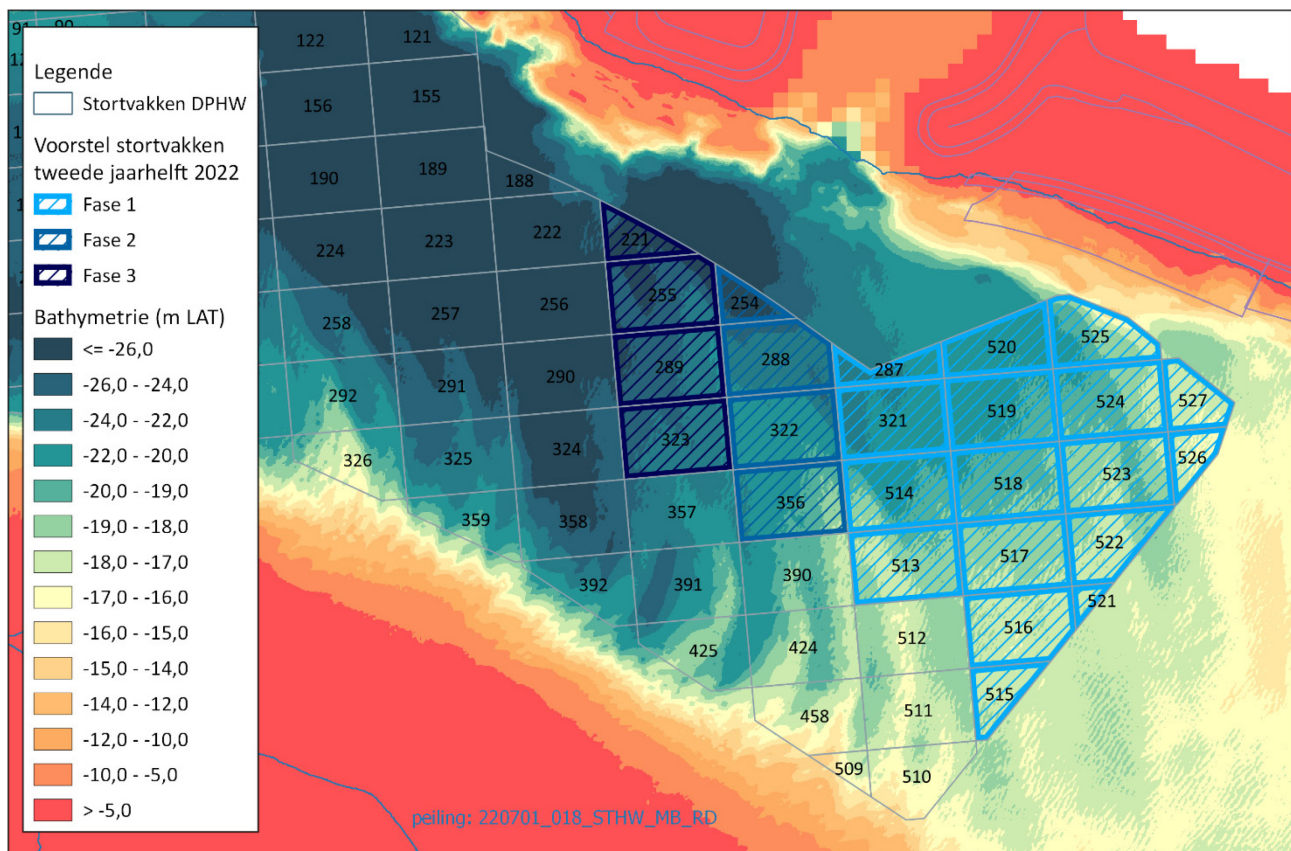 91
90
122
121
Legende
Stortvakken DPHW
Voorstel stortvakken
tweede jaarhelft 2022
Fase 1
Fase 2
Fase 3
Bathymetrie (m LAT)
<= -26,0
-26,0 - -24,0
-24,0 - -22,0
-22,0 - -20,0
-20,0 - -19,0
-19,0 - -18,0
-18,0 - -17,0
-17,0 - -16,0
-16,0 - -15,0
-15,0 - -14,0
-14,0 - -12,0
-12,0 - -10,0
-10,0 - -5,0
> -5,0
156
155
190
189
188
224
223
222
221
258
257
256
255
254
292
291
290
289
288
287
520
525
326
325
324
323
322
321
519
524
527
359
358
357
356
514
518
523
526
392
391
390
513
517
522
425
424
512
516
521
458
511
515
509
510
peiling: 220701_018_STHW_MB_RD